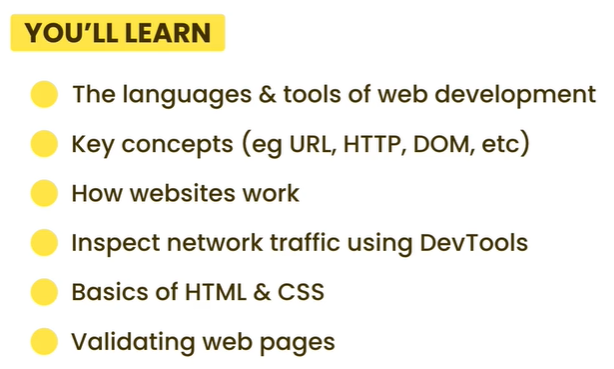 YOU'LL LEARN
The languages & tools of web development
Key concepts (eg URL, HTTP, DOM, etc)
How websites work
Inspect network traffic using DevTools
Basics of HTML & CSS
Validating web pages